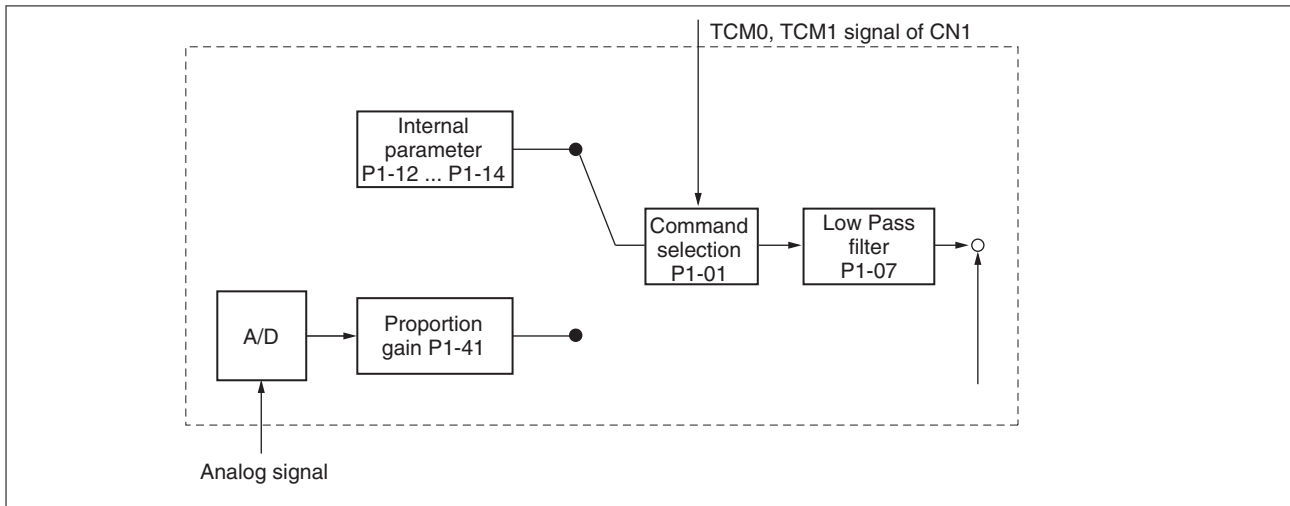 TCM0, TCM1 signal of CN1
Internal
parameter
P1-12 ... P1-14
Command
selection
P1-01
Low Pass
filter
P1-07
A/D
Proportion
gain P1-41
Analog signal